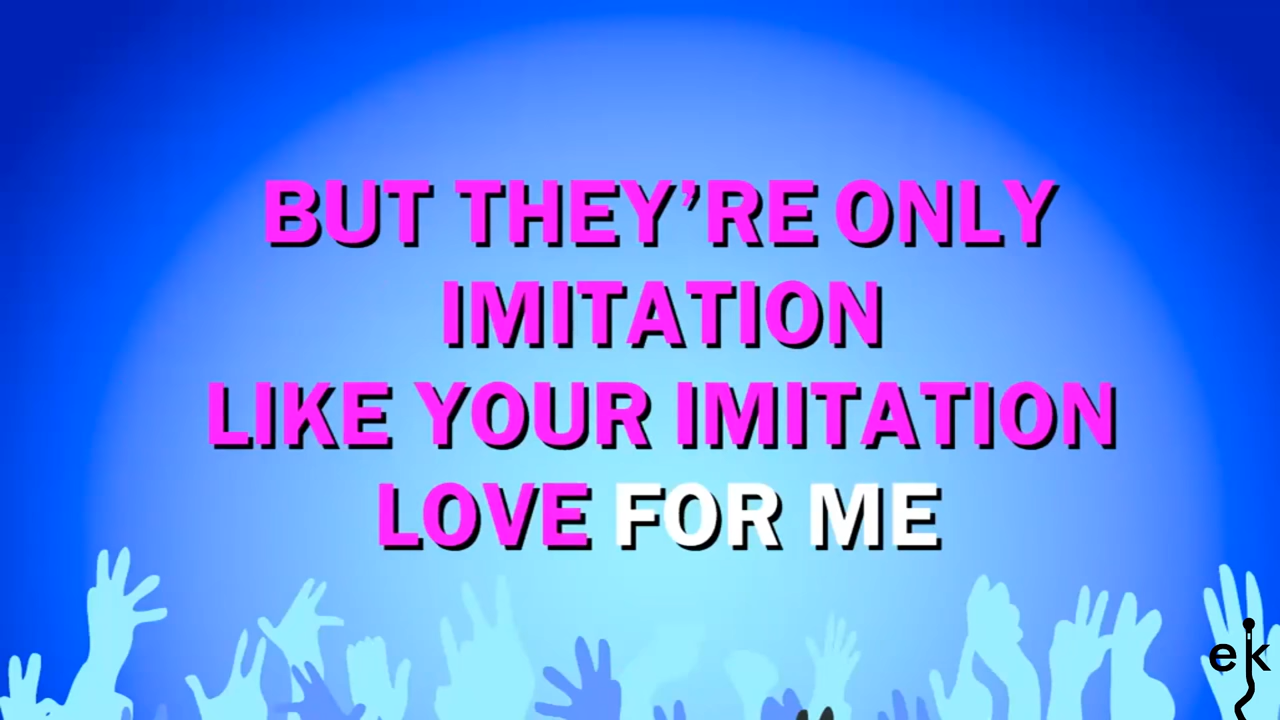 BUT THEY’RE ONLY
IMITATION
LIKE YOUR IMITATION
LOVE FOR ME
ek